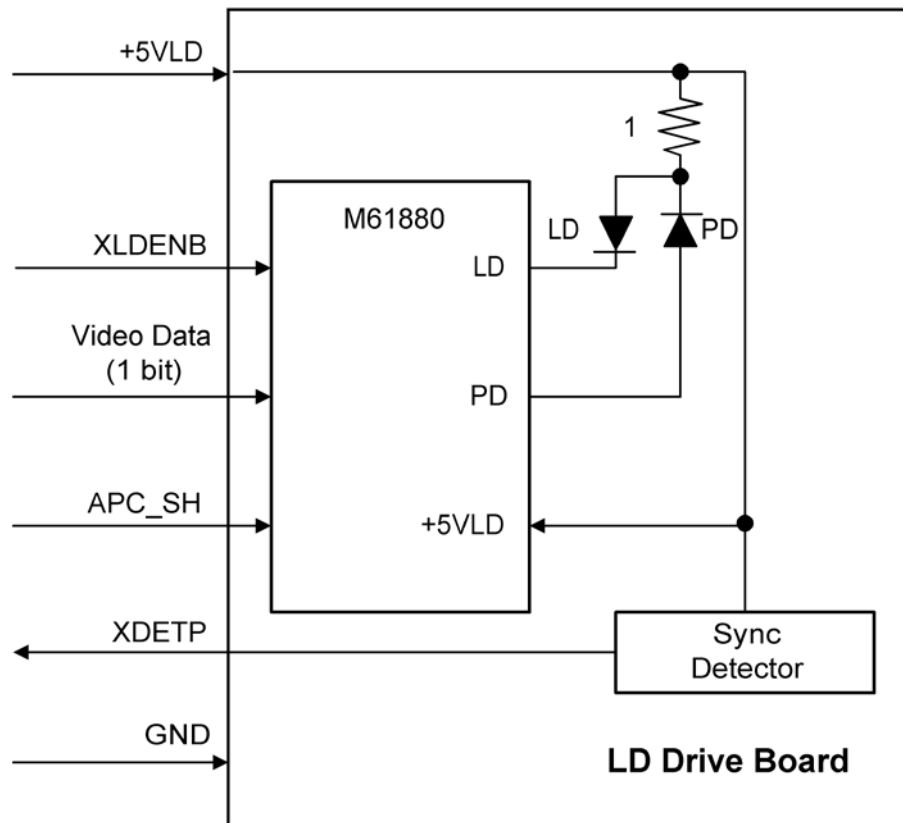 +5VLD
1
M61880
LD
PD
XLDENB
LD
Video Data
(1 bit)
PD
APC_SH
+5VLD
XDETP
Sync
Detector
GND
LD Drive Board